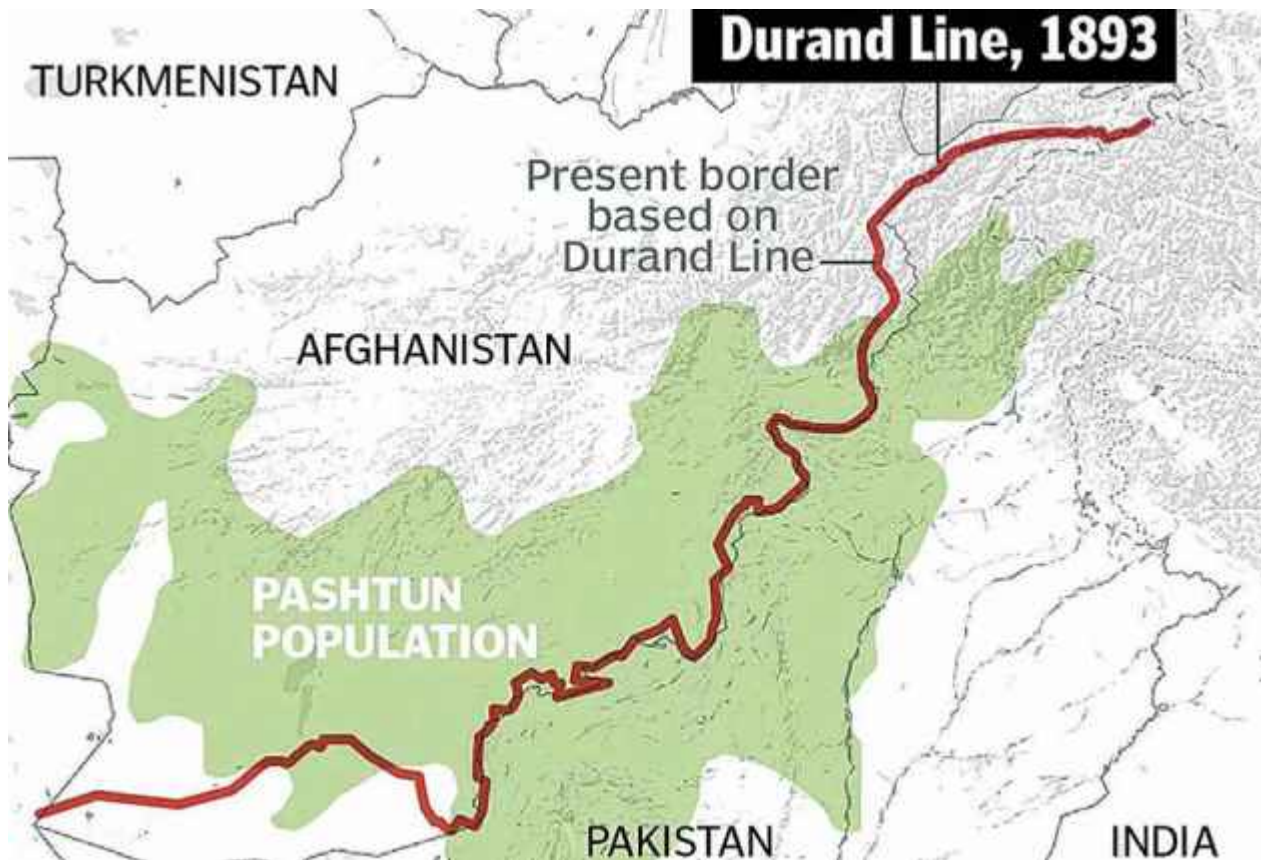 Durand Line, 1893
TURKMENISTAN
Present border
based on
Durand Line
AFGHANISTAN
PASHTUN
POPULATION
PAKISTAN
INDIA